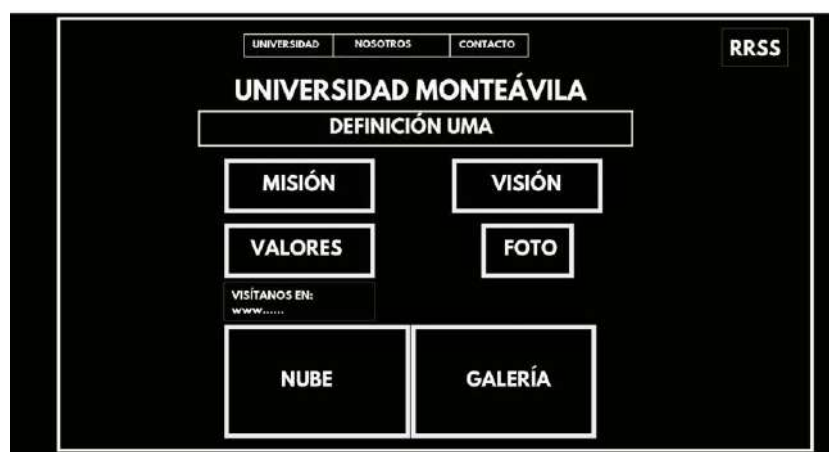 UNIVERSIDAD NOSOTROS CONTACTO
RRSS
UNIVERSIDAD MONTEÁVILA
DEFINICIÓN UMA
MISIÓN VISIÓN
VALORES FOTO
VISÍTANOS EN:
www......
NUBE GALERÍA